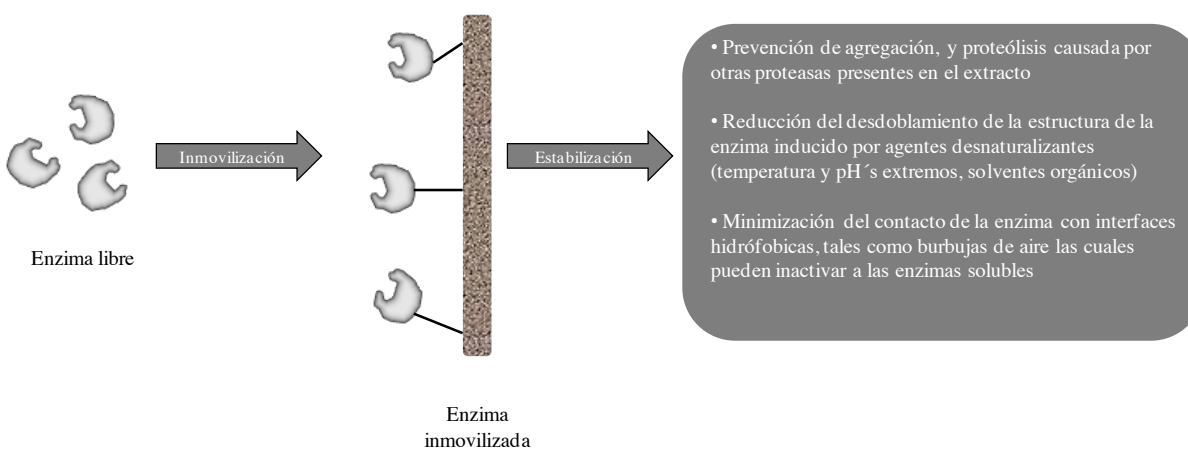 Enzima libre
Inmovilización
Enzima
inmovilizada
Estabilización
• Prevención de agregación, y proteólisis causada por
otras proteasas presentes en el extracto
• Reducción del desdoblamiento de la estructura de la
enzima inducido por agentes desnaturalizantes
(temperatura y pH´s extremos, solventes orgánicos)
• Minimización del contacto de la enzima con interfaces
hidrófobicas, tales como burbujas de aire las cuales
pueden inactivar a las enzimas solubles